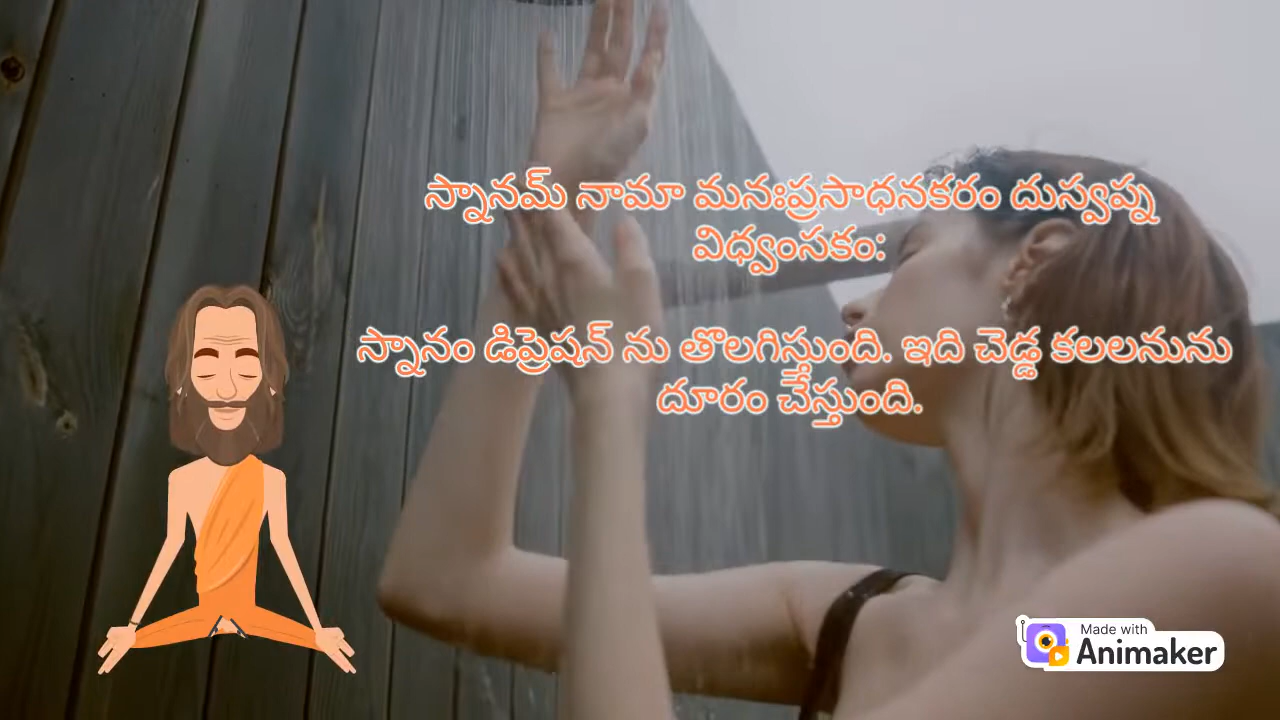 స్నానమ్ నామా మనఃప్రసాధనకరం దుస్వప్న
విధ్వంసకం:
స్నానం డిప్రెషన్ ను తొలగిస్తుంది. ఇది చెడ్డ కలలనును
దూరం చేస్తుంది.
Made with
Animaker